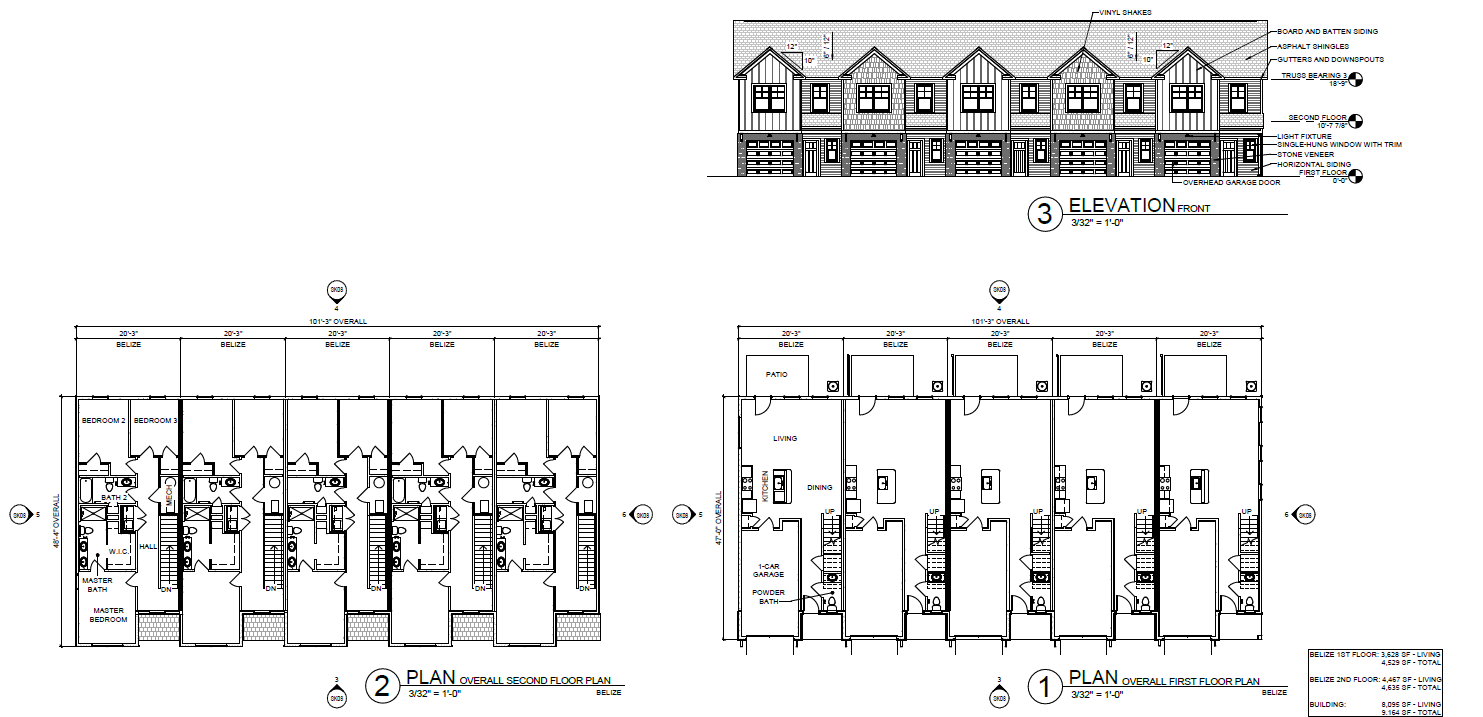 VINYL SHAKES
BOARD AND BATTEN SIDING
12"
10"
6" / 12"
6" / 12"
12"
10"
ASPHALT SHINGLES
GUTTERS AND DOWNSPOUTS
TRUSS BEARING 3
18'-9"
SECOND FLOOR
10'-7 7/8"
LIGHT FIXTURE
SINGLE-HUNG WINDOW WITH TRIM
STONE VENEER
HORIZONTAL SIDING
FIRST FLOOR
0'-0"
OVERHEAD GARAGE DOOR
3 ELEVATION FRONT
3/32" = 1'-0"
4
101'-3" OVERALL
20'-3" 20'-3" 20'-3" 20'-3" 20'-3"
BELIZE BELIZE BELIZE BELIZE BELIZE
BEDROOM 2 BEDROOM 3
BATH 2
MECH
48'-4" OVERALL
5
6
W.I.C.
HALL
MASTER
BATH
DN DN DN DN DN
MASTER
BEDROOM
3
2 PLAN OVERALL SECOND FLOOR PLAN
3/32" = 1'-0" BELIZE
4
101'-3" OVERALL
20'-3" 20'-3" 20'-3" 20'-3" 20'-3"
BELIZE BELIZE BELIZE BELIZE BELIZE
PATIO
LIVING
KITCHEN
DINING
47'-0" OVERALL
5
6
UP UP UP UP UP
1-CAR
GARAGE
POWDER
BATH
3
1 PLAN OVERALL FIRST FLOOR PLAN
3/32" = 1'-0" BELIZE
BELIZE 1ST FLOOR: 3,628 SF - LIVING
4,529 SF - TOTAL
BELIZE 2ND FLOOR: 4,467 SF - LIVING
4,635 SF - TOTAL
BUILDING: 8,095 SF - LIVING
9,164 SF - TOTAL